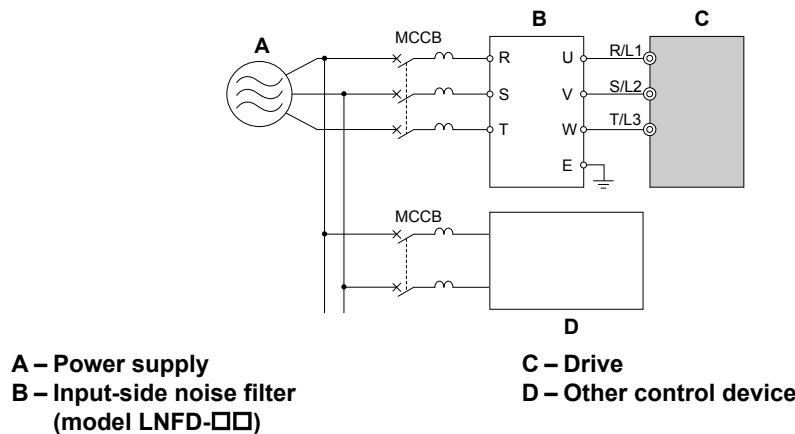 B
C
A
MCCB
R
U
R/L1
S
V
S/L2
T
W
T/L3
E
MCCB
D
A – Power supply
B – Input-side noise filter
(model LNFD-□□)
C – Drive
D – Other control device